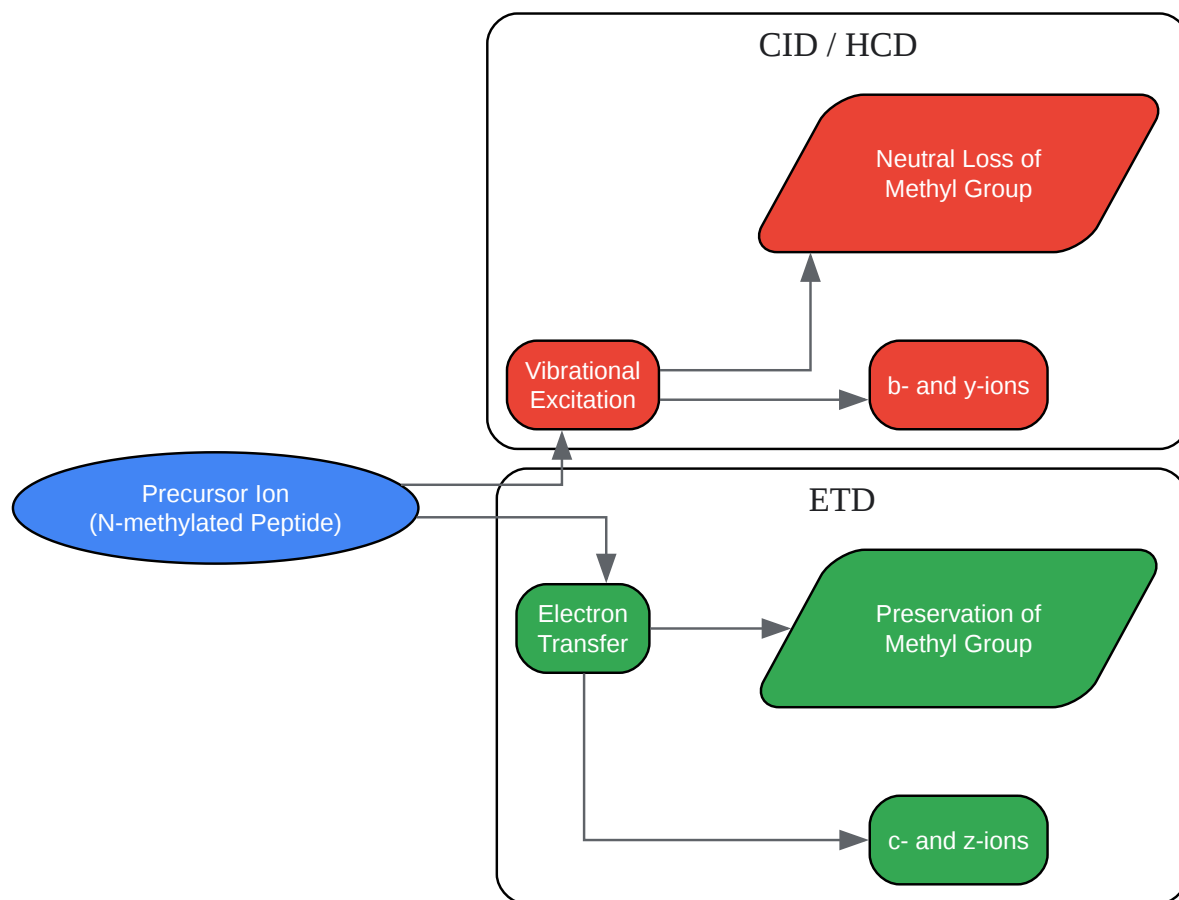 CID / HCD
Neutral Loss of
Methyl Group
Vibrational
Excitation
b- and y-ions
Precursor Ion
(N-methylated Peptide)
ETD
Electron
Transfer
Preservation of
Methyl Group
c- and z-ions